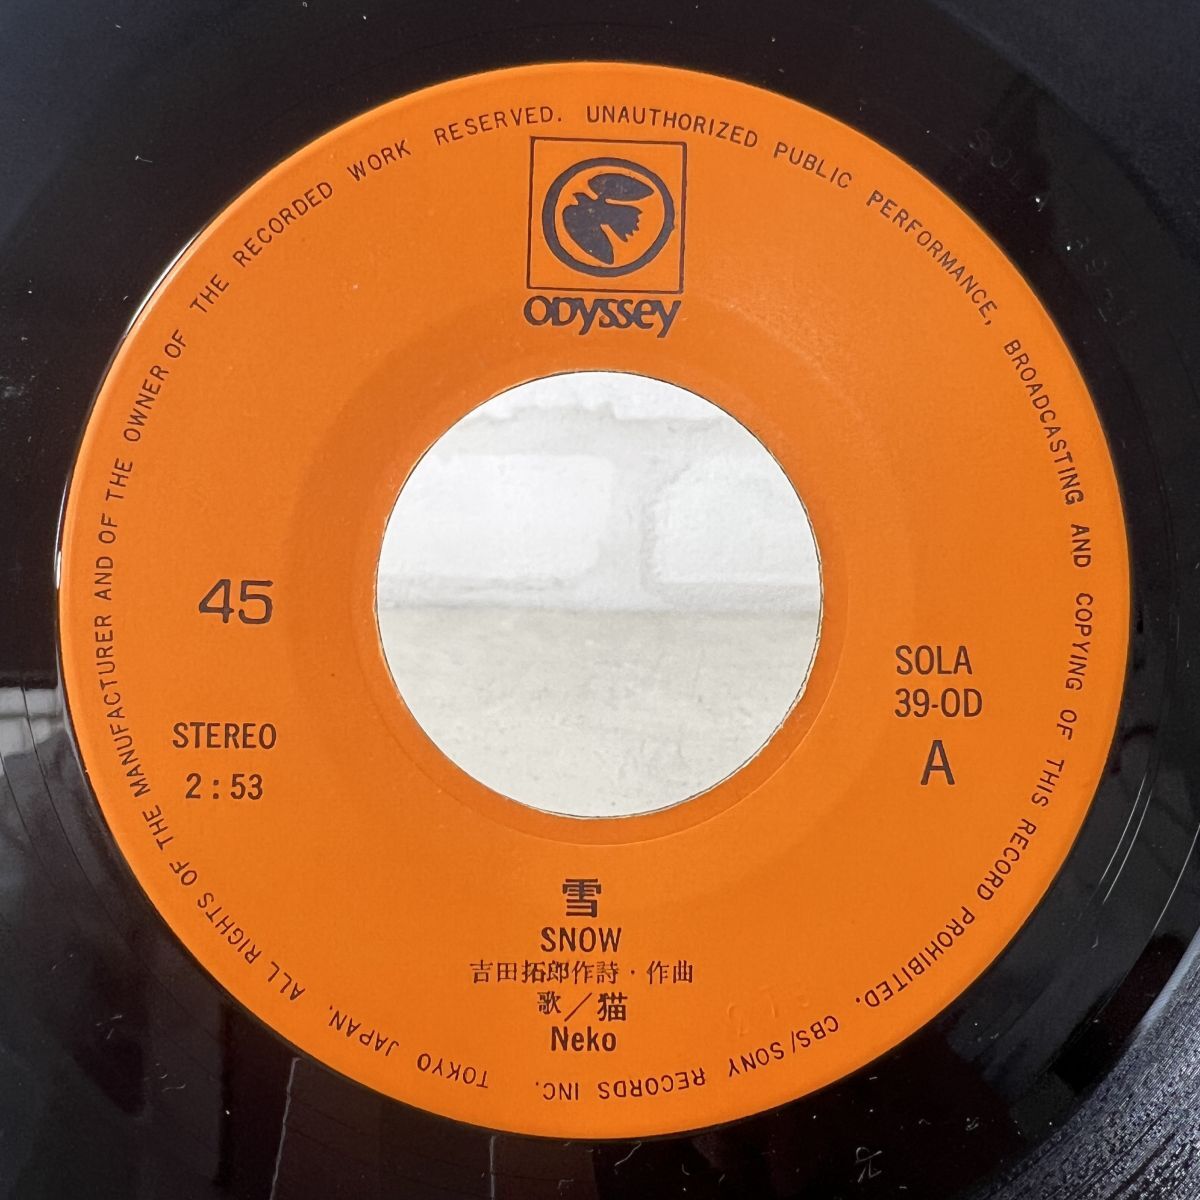 ALL RIGHTS OF THE MANUFACTURER AND OF THE OWNER OF THE RECORDED WORK RESERVED. UNAUTHORIZED PUBLIC PERFORMANCE, BROADCASTING AND COPYING OF THIS RECORD PROHIBITED. CBS/SONY RECORDS INC. TOKYO JAPAN.
ODYSSEY
45
STEREO
2:53
SOLA
39-OD
A
雪
SNOW
吉田拓郎作詩・作曲
歌／猫
Neko